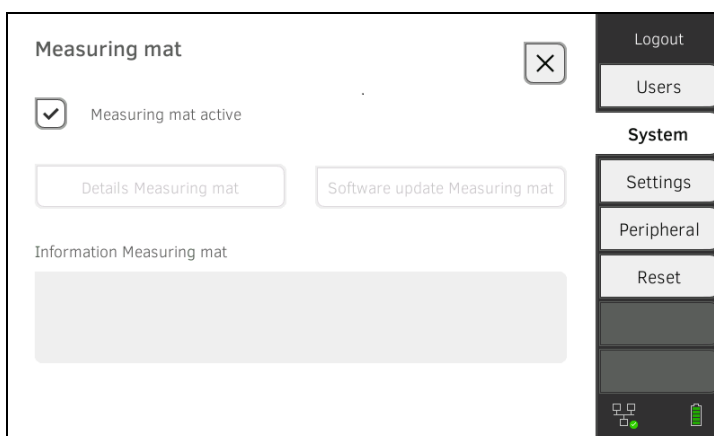 Measuring mat
Measuring mat active
Details Measuring mat
Software update Measuring mat
Information Measuring mat
Logout
Users
System
Settings
Peripheral
Reset